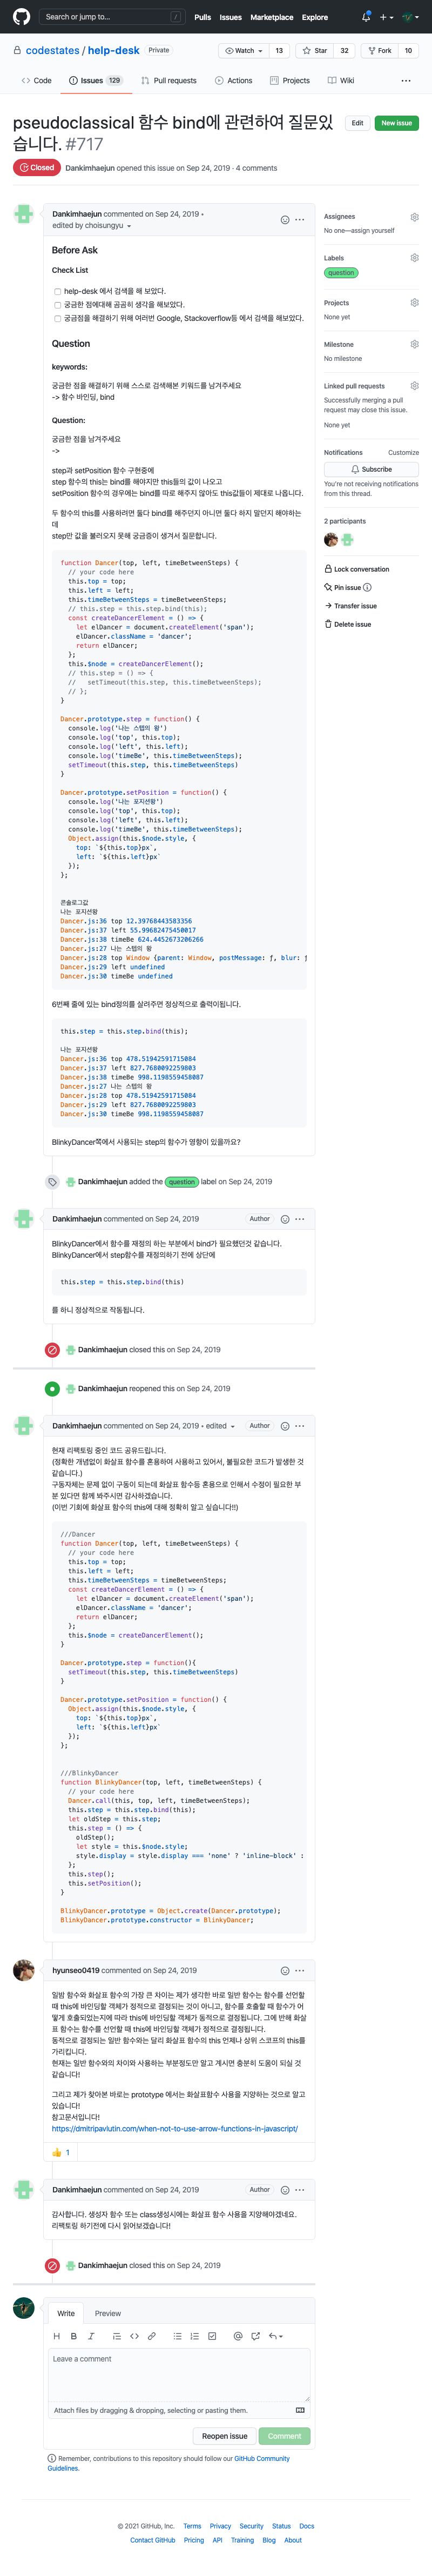 Search or jump to...
/
Pulls Issues Marketplace Explore
codestates / help-desk Private
Watch 13
Star 32
Fork 10
Code
Issues 129
Pull requests
Actions
Projects
Wiki
pseudoclassical 함수 bind에 관련하여 질문있
습니다. #717
Edit
New issue
Closed
Dankimhaejun opened this issue on Sep 24, 2019 · 4 comments
Dankimhaejun commented on Sep 24, 2019 •
edited by choisungyu
Before Ask
Check List
help-desk 에서 검색을 해 보았다.
궁금한 점에대해 곰곰히 생각을 해보았다.
궁금점을 해결하기 위해 여러번 Google, Stackoverflow등 에서 검색을 해보았다.
Question
keywords:
궁금한 점을 해결하기 위해 스스로 검색해본 키워드를 남겨주세요
-> 함수 바인딩, bind
Question:
궁금한 점을 남겨주세요
->
step과 setPosition 함수 구현중에
step 함수의 this는 bind를 해야지만 this들의 값이 나오고
setPosition 함수의 경우에는 bind를 따로 해주지 않아도 this값들이 제대로 나옵니다.
두 함수의 this를 사용하려면 둘다 bind를 해주던지 아니면 둘다 하지 말던지 해야하는
데
step만 값을 불러오지 못해 궁금증이 생겨서 질문합니다.
function Dancer(top, left, timeBetweenSteps) {
// your code here
this.top = top;
this.left = left;
this.timeBetweenSteps = timeBetweenSteps;
// this.step = this.step.bind(this);
const createDancerElement = () => {
let elDancer = document.createElement('span');
elDancer.className = 'dancer';
return elDancer;
};
this.$node = createDancerElement();
// this.step = () => {
//   setTimeout(this.step, this.timeBetweenSteps);
// };
}
Dancer.prototype.step = function() {
console.log('나는 스텝의 왕')
console.log('top', this.top);
console.log('left', this.left);
console.log('timeBe', this.timeBetweenSteps);
setTimeout(this.step, this.timeBetweenSteps)
}
Dancer.prototype.setPosition = function() {
console.log('나는 포지션왕')
console.log('top', this.top);
console.log('left', this.left);
console.log('timeBe', this.timeBetweenSteps);
Object.assign(this.$node.style, {
top: `${this.top}px`,
left: `${this.left}px`
});
};
콘솔로그값
나는 포지션왕
Dancer.js:36 top 12.39768443583356
Dancer.js:37 left 55.99682475450017
Dancer.js:38 timeBe 624.4452673206266
Dancer.js:27 나는 스텝의 왕
Dancer.js:28 top Window {parent: Window, postMessage: ƒ, blur: ƒ
Dancer.js:29 left undefined
Dancer.js:30 timeBe undefined
6번째 줄에 있는 bind정의를 살려주면 정상적으로 출력이됩니다.
this.step = this.step.bind(this);
나는 포지션왕
Dancer.js:36 top 478.51942591715084
Dancer.js:37 left 827.7680092259803
Dancer.js:38 timeBe 998.1198559458087
Dancer.js:27 나는 스텝의 왕
Dancer.js:28 top 478.51942591715084
Dancer.js:29 left 827.7680092259803
Dancer.js:30 timeBe 998.1198559458087
BlinkyDancer쪽에서 사용되는 step의 함수가 영향이 있을까요?
Dankimhaejun added the question label on Sep 24, 2019
Dankimhaejun commented on Sep 24, 2019
Author
BlinkyDancer에서 함수를 재정의 하는 부분에서 bind가 필요했던것 같습니다.
BlinkyDancer에서 step함수를 재정의하기 전에 상단에
this.step = this.step.bind(this)
를 하니 정상적으로 작동됩니다.
Dankimhaejun closed this on Sep 24, 2019
Dankimhaejun reopened this on Sep 24, 2019
Dankimhaejun commented on Sep 24, 2019 • edited
Author
현재 리팩토링 중인 코드 공유드립니다.
(정확한 개념없이 화살표 함수를 혼용하여 사용하고 있어서, 불필요한 코드가 발생한 것
같습니다.)
구동자체는 문제 없이 구동이 되는데 화살표 함수등 혼용으로 인해서 수정이 필요한 부
분 있다면 함께 봐주시면 감사하겠습니다.
(이번 기회에 화살표 함수의 this에 대해 정확히 알고 싶습니다!!)
///Dancer
function Dancer(top, left, timeBetweenSteps) {
// your code here
this.top = top;
this.left = left;
this.timeBetweenSteps = timeBetweenSteps;
const createDancerElement = () => {
let elDancer = document.createElement('span');
elDancer.className = 'dancer';
return elDancer;
};
this.$node = createDancerElement();
}
Dancer.prototype.step = function(){
setTimeout(this.step, this.timeBetweenSteps)
}
Dancer.prototype.setPosition = function() {
Object.assign(this.$node.style, {
top: `${this.top}px`,
left: `${this.left}px`
});
};
///BlinkyDancer
function BlinkyDancer(top, left, timeBetweenSteps) {
// your code here
Dancer.call(this, top, left, timeBetweenSteps);
this.step = this.step.bind(this);
let oldStep = this.step;
this.step = () => {
oldStep();
let style = this.$node.style;
style.display = style.display === 'none' ? 'inline-block' :
};
this.step();
this.setPosition();
}
BlinkyDancer.prototype = Object.create(Dancer.prototype);
BlinkyDancer.prototype.constructor = BlinkyDancer;
hyunseo0419 commented on Sep 24, 2019
일밤 함수와 화살표 함수의 가장 큰 차이는 제가 생각한 바로 일반 함수는 함수를 선언할
때 this에 바인딩할 객체가 정적으로 결정되는 것이 아니고, 함수를 호출할 때 함수가 어
떻게 호출되었는지에 따라 this에 바인딩할 객체가 동적으로 결정됩니다. 그에 반해 화살
표 함수는 함수를 선언할 때 this에 바인딩할 객체가 정적으로 결정됩니다.
동적으로 결정되는 일반 함수와는 달리 화살표 함수의 this 언제나 상위 스코프의 this를
가리킵니다.
현재는 일반 함수와의 차이와 사용하는 부분정도만 알고 계시면 충분히 도움이 되실 것
같습니다!
그리고 제가 찾아본 바로는 prototype 에서는 화살표함수 사용을 지양하는 것으로 알고
있습니다!
참고문서입니다!
https://dmitripavlutin.com/when-not-to-use-arrow-functions-in-javascript/
1
Dankimhaejun commented on Sep 24, 2019
Author
감사합니다. 생성자 함수 또는 class생성시에는 화살표 함수 사용을 지양해야겠네요.
리팩토링 하기전에 다시 읽어보겠습니다!
Dankimhaejun closed this on Sep 24, 2019
Write
Preview
Leave a comment
Attach files by dragging & dropping, selecting or pasting them.
Reopen issue
Comment
Remember, contributions to this repository should follow our GitHub Community
Guidelines.
Assignees
No one—assign yourself
Labels
question
Projects
None yet
Milestone
No milestone
Linked pull requests
Successfully merging a pull
request may close this issue.
None yet
Notifications
Customize
Subscribe
You're not receiving notifications
from this thread.
2 participants
Lock conversation
Pin issue
Transfer issue
Delete issue
© 2021 GitHub, Inc.
Terms
Privacy
Security
Status
Docs
Contact GitHub
Pricing
API
Training
Blog
About